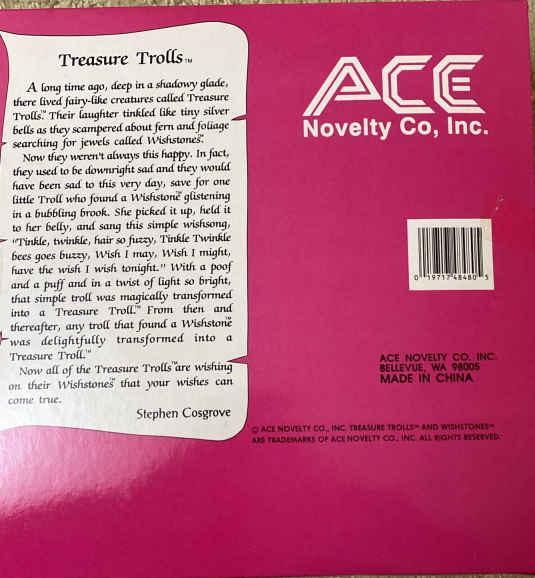 Treasure Trolls™
A long time ago, deep in a shadowy glade,
there lived fairy-like creatures called Treasure
Trolls.™ Their laughter tinkled like tiny silver
bells as they scampered about fern and foliage
searching for jewels called Wishstones.™
Now they weren't always this happy. In fact,
they used to be downright sad and they would
have been sad to this very day, save for one
little Troll who found a Wishstone™ glistening
in a bubbling brook. She picked it up, held it
to her belly, and sang this simple wishsong,
"Tinkle, twinkle, hair so fuzzy, Tinkle Twinkle
bees goes buzzy, Wish I may, Wish I might,
have the wish I wish tonight." With a poof
and a puff and in a twist of light so bright,
that simple troll was magically transformed
into a Treasure Troll.™ From then and
thereafter, any troll that found a Wishstone™
was delightfully transformed into a
Treasure Troll.™
Now all of the Treasure Trolls™ are wishing
on their Wishstones™ that your wishes can
come true.
Stephen Cosgrove
ACE
Novelty Co, Inc.
0 19717 48480 5
ACE NOVELTY CO. INC.
BELLEVUE, WA 98005
MADE IN CHINA
© ACE NOVELTY CO., INC. TREASURE TROLLS™ AND WISHSTONES™
ARE TRADEMARKS OF ACE NOVELTY CO., INC. ALL RIGHTS RESERVED.